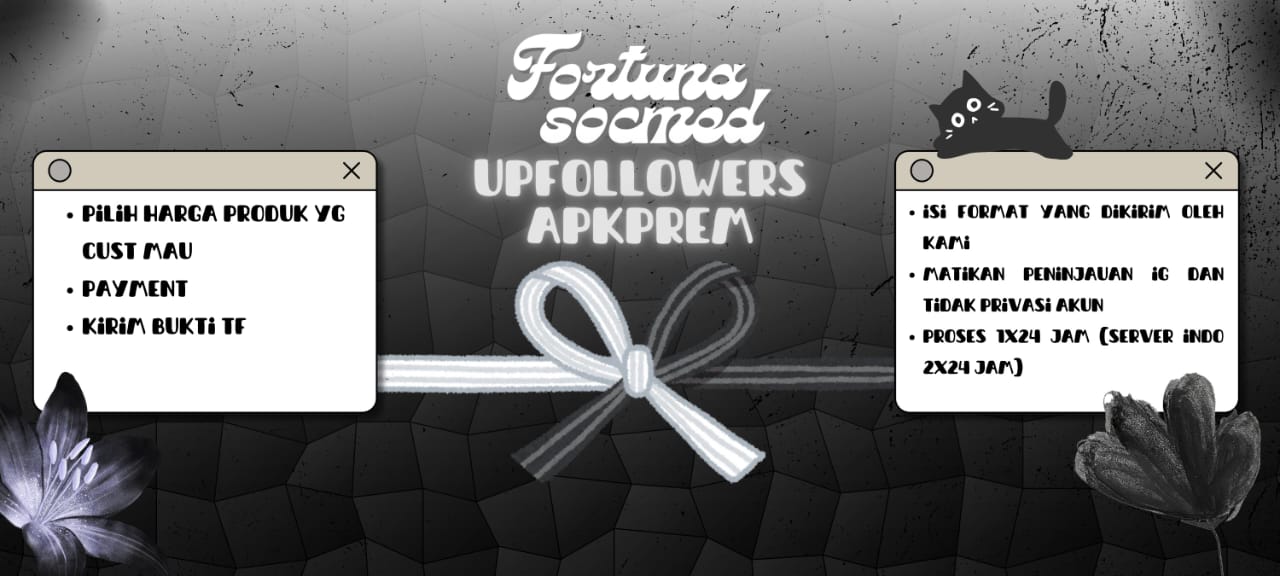 Fortuna
socmed
UPFOLLOWERS
APKPREM
• PiLiH HARGA PRODUK YG
CUST MAU
• PAYMENT
• KiRiM BUKTi TF
• iSi FORMAT YANG DiKiRiM OLEH
KAMi
• MATiKAN PENiNJAUAN iG DAN
TiDAK PRiVASi AKUN
• PROSES 1X24 JAM (SERVER iNDO
2X24 JAM)